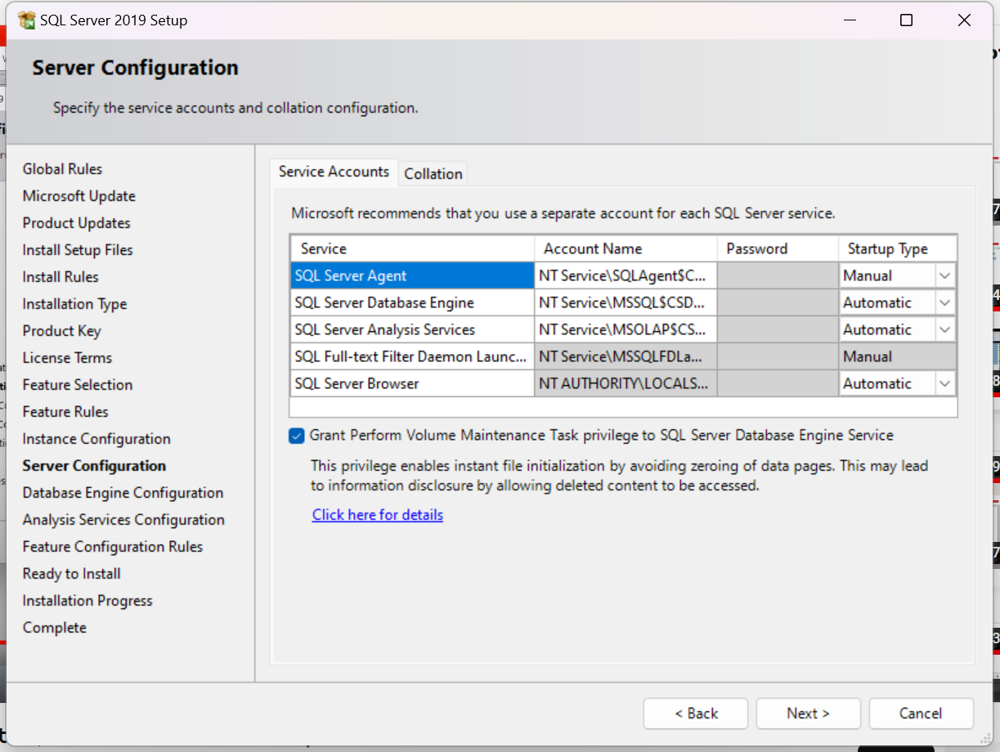 SQL Server 2019 Setup
Server Configuration
Specify the service accounts and collation configuration.
Global Rules
Microsoft Update
Product Updates
Install Setup Files
Install Rules
Installation Type
Product Key
License Terms
Feature Selection
Feature Rules
Instance Configuration
Server Configuration
Database Engine Configuration
Analysis Services Configuration
Feature Configuration Rules
Ready to Install
Installation Progress
Complete
Service Accounts Collation
Microsoft recommends that you use a separate account for each SQL Server service.
Service Account Name Password Startup Type
SQL Server Agent NT Service\SQLAgent$C... Manual
SQL Server Database Engine NT Service\MSSQL$CSD... Automatic
SQL Server Analysis Services NT Service\MSOLAP$CS... Automatic
SQL Full-text Filter Daemon Launc... NT Service\MSSQLFDLa... Manual
SQL Server Browser NT AUTHORITY\LOCALS... Automatic
Grant Perform Volume Maintenance Task privilege to SQL Server Database Engine Service
This privilege enables instant file initialization by avoiding zeroing of data pages. This may lead
to information disclosure by allowing deleted content to be accessed.
Click here for details
< Back Next > Cancel